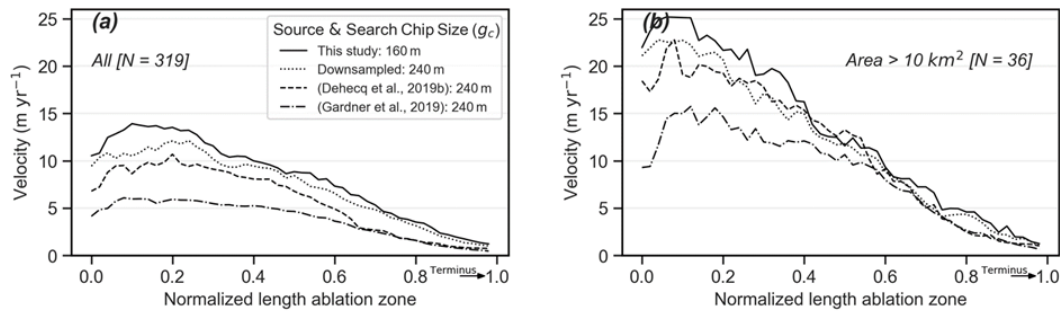 (a)
All [N = 319]
Source & Search Chip Size (g_c)
This study: 160 m
Downsampled: 240 m
(Dehecq et al., 2019b): 240 m
(Gardner et al., 2019): 240 m
Velocity (m yr⁻¹)
25
20
15
10
5
0
0.0 0.2 0.4 0.6 0.8 1.0
Terminus
Normalized length ablation zone
(b)
Area > 10 km² [N = 36]
Velocity (m yr⁻¹)
25
20
15
10
5
0
0.0 0.2 0.4 0.6 0.8 1.0
Terminus
Normalized length ablation zone